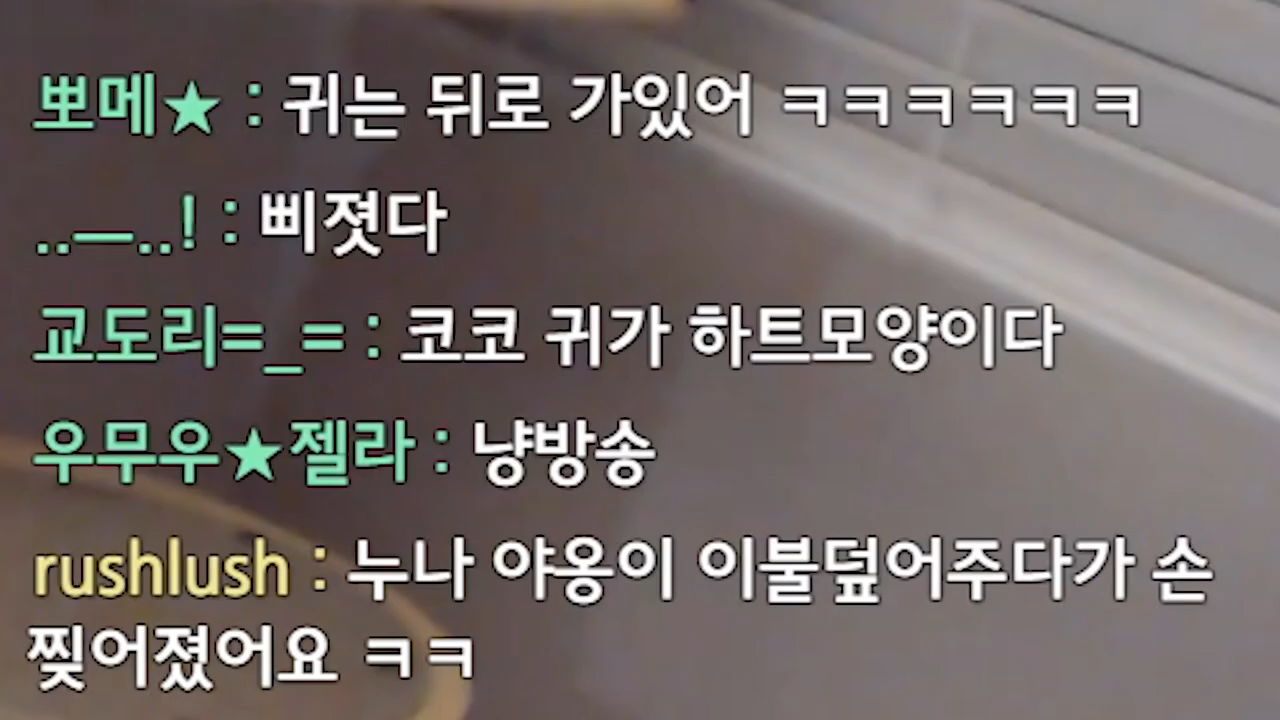 뽀메★ : 귀는 뒤로 가있어 ㅋㅋㅋㅋㅋㅋ
..ㅡ..! : 삐졋다
교도리=_= : 코코 귀가 하트모양이다
우무우★젤라 : 냥방송
rushlush : 누나 야옹이 이불덮어주다가 손
찢어졌어요 ㅋㅋ